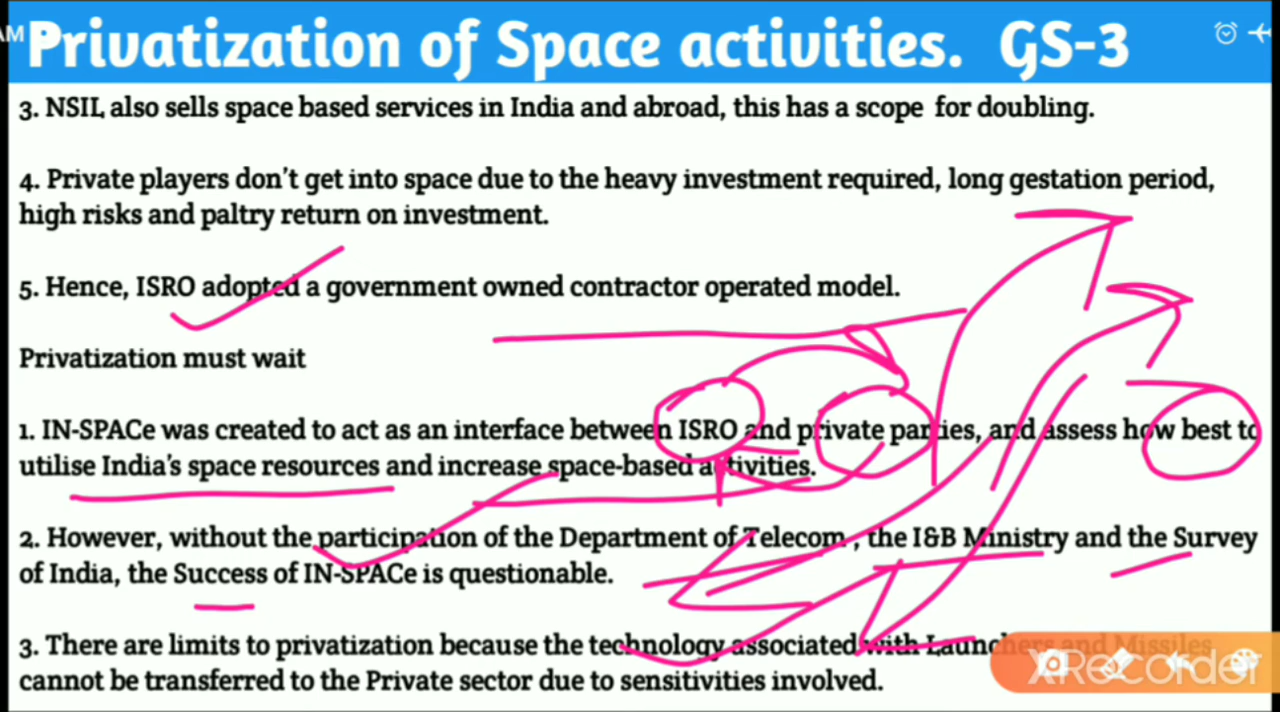 AM
Privatization of Space activities. GS-3
3. NSIL also sells space based services in India and abroad, this has a scope for doubling.
4. Private players don't get into space due to the heavy investment required, long gestation period,
high risks and paltry return on investment.
5. Hence, ISRO adopted a government owned contractor operated model.
Privatization must wait
1. IN-SPACe was created to act as an interface between ISRO and private parties, and assess how best to
utilise India's space resources and increase space-based activities.
2. However, without the participation of the Department of Telecom , the I&B Ministry and the Survey
of India, the Success of IN-SPACe is questionable.
3. There are limits to privatization because the technology associated with Launchers and Missiles
cannot be transferred to the Private sector due to sensitivities involved.
XRecorder